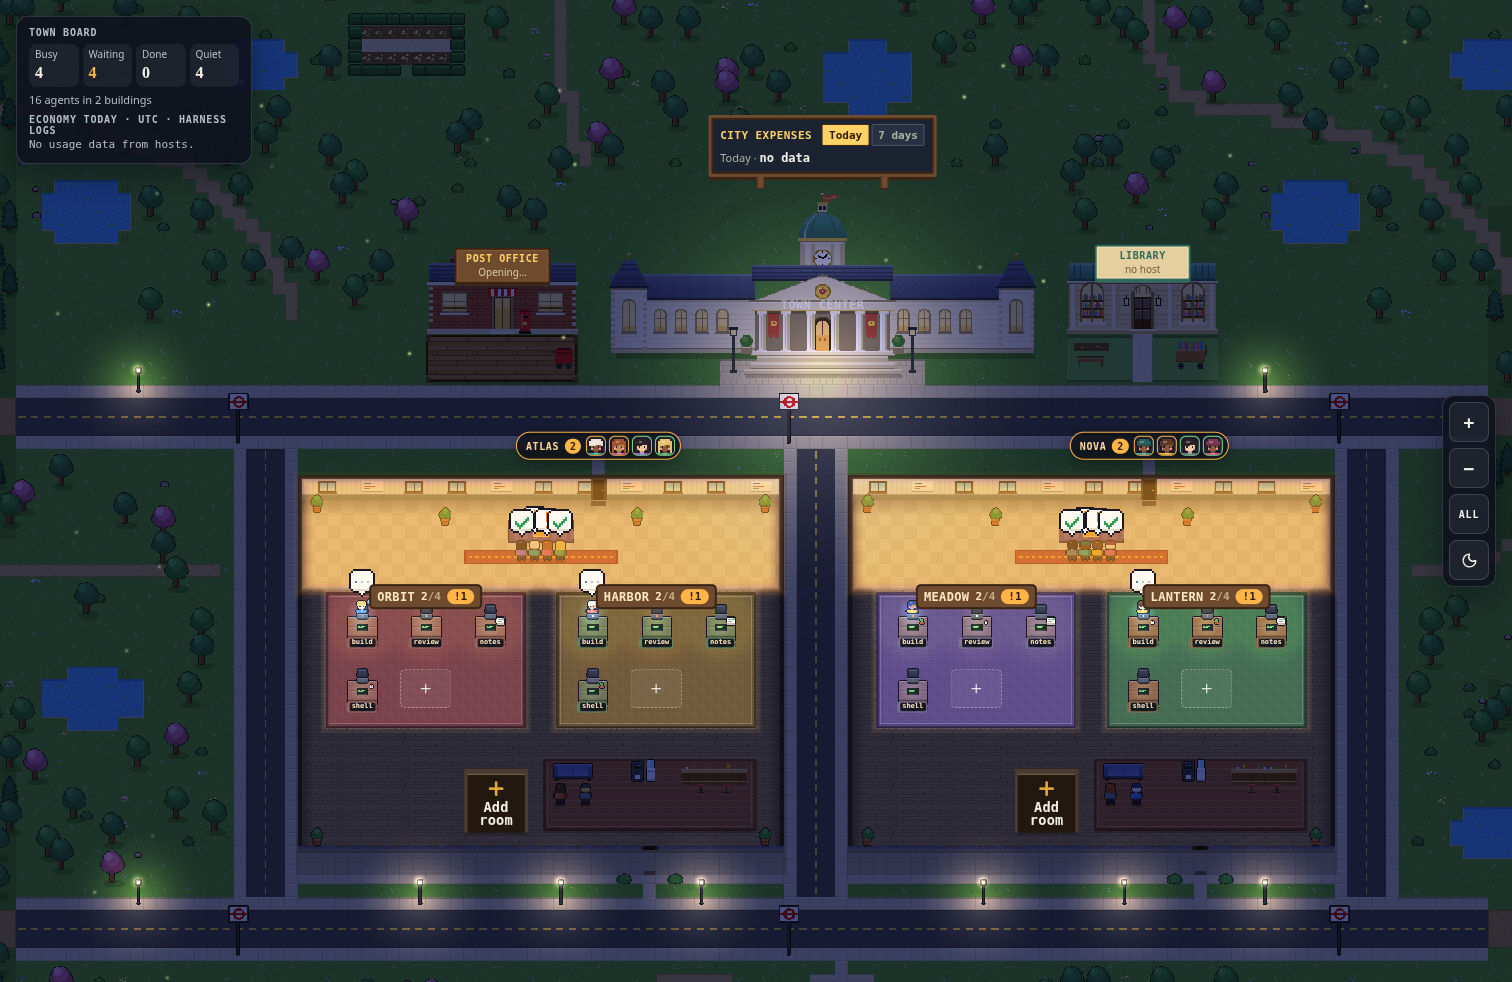 TOWN BOARD
Busy Waiting Done Quiet
4 4 0 4
16 agents in 2 buildings
ECONOMY TODAY · UTC · HARNESS
LOGS
No usage data from hosts.
CITY EXPENSES Today 7 days
Today · no data
POST OFFICE
Opening...
LIBRARY
no host
TOWN CENTER
ATLAS 2
NOVA 2
ORBIT 2/4 !1
HARBOR 2/4 !1
MEADOW 2/4 !1
LANTERN 2/4 !1
build review notes
build review notes
build review notes
build review notes
shell +
shell +
shell +
shell +
+
Add
room
+
Add
room
+
−
ALL